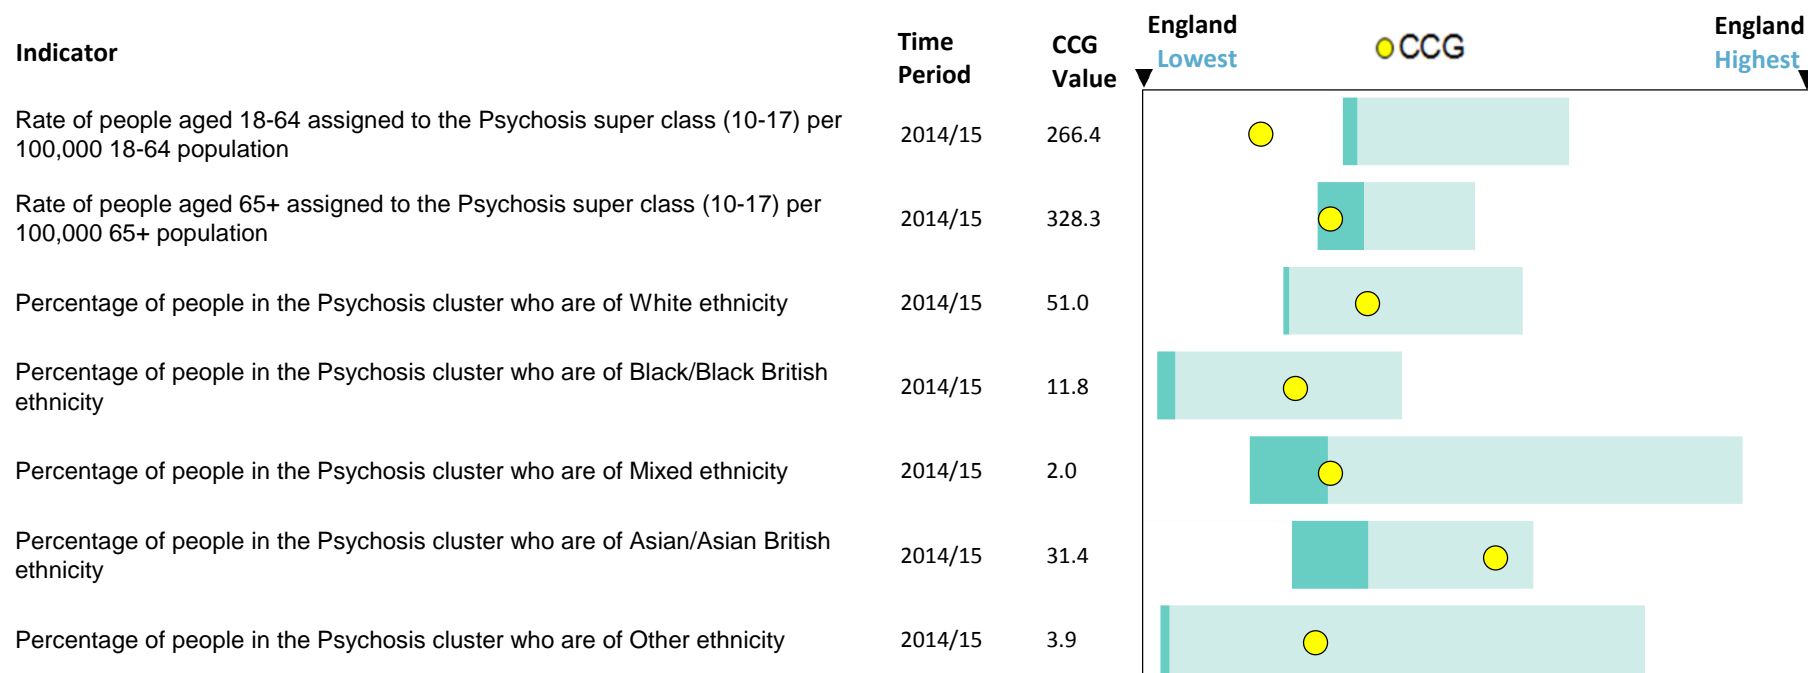 Indicator
Time
Period
CCG
Value
England
Lowest
CCG
England
Highest
Rate of people aged 18-64 assigned to the Psychosis super class (10-17) per
100,000 18-64 population
2014/15
266.4
Rate of people aged 65+ assigned to the Psychosis super class (10-17) per
100,000 65+ population
2014/15
328.3
Percentage of people in the Psychosis cluster who are of White ethnicity
2014/15
51.0
Percentage of people in the Psychosis cluster who are of Black/Black British
ethnicity
2014/15
11.8
Percentage of people in the Psychosis cluster who are of Mixed ethnicity
2014/15
2.0
Percentage of people in the Psychosis cluster who are of Asian/Asian British
ethnicity
2014/15
31.4
Percentage of people in the Psychosis cluster who are of Other ethnicity
2014/15
3.9